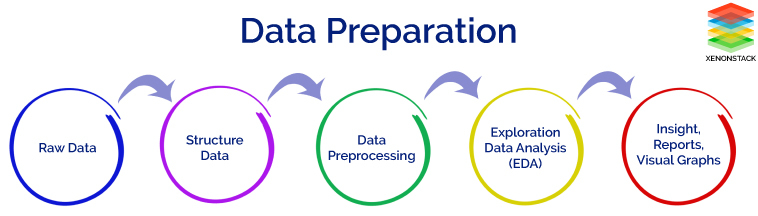 Data Preparation
XENONSTACK
Raw Data
Structure
Data
Data
Preprocessing
Exploration
Data Analysis
(EDA)
Insight,
Reports,
Visual Graphs